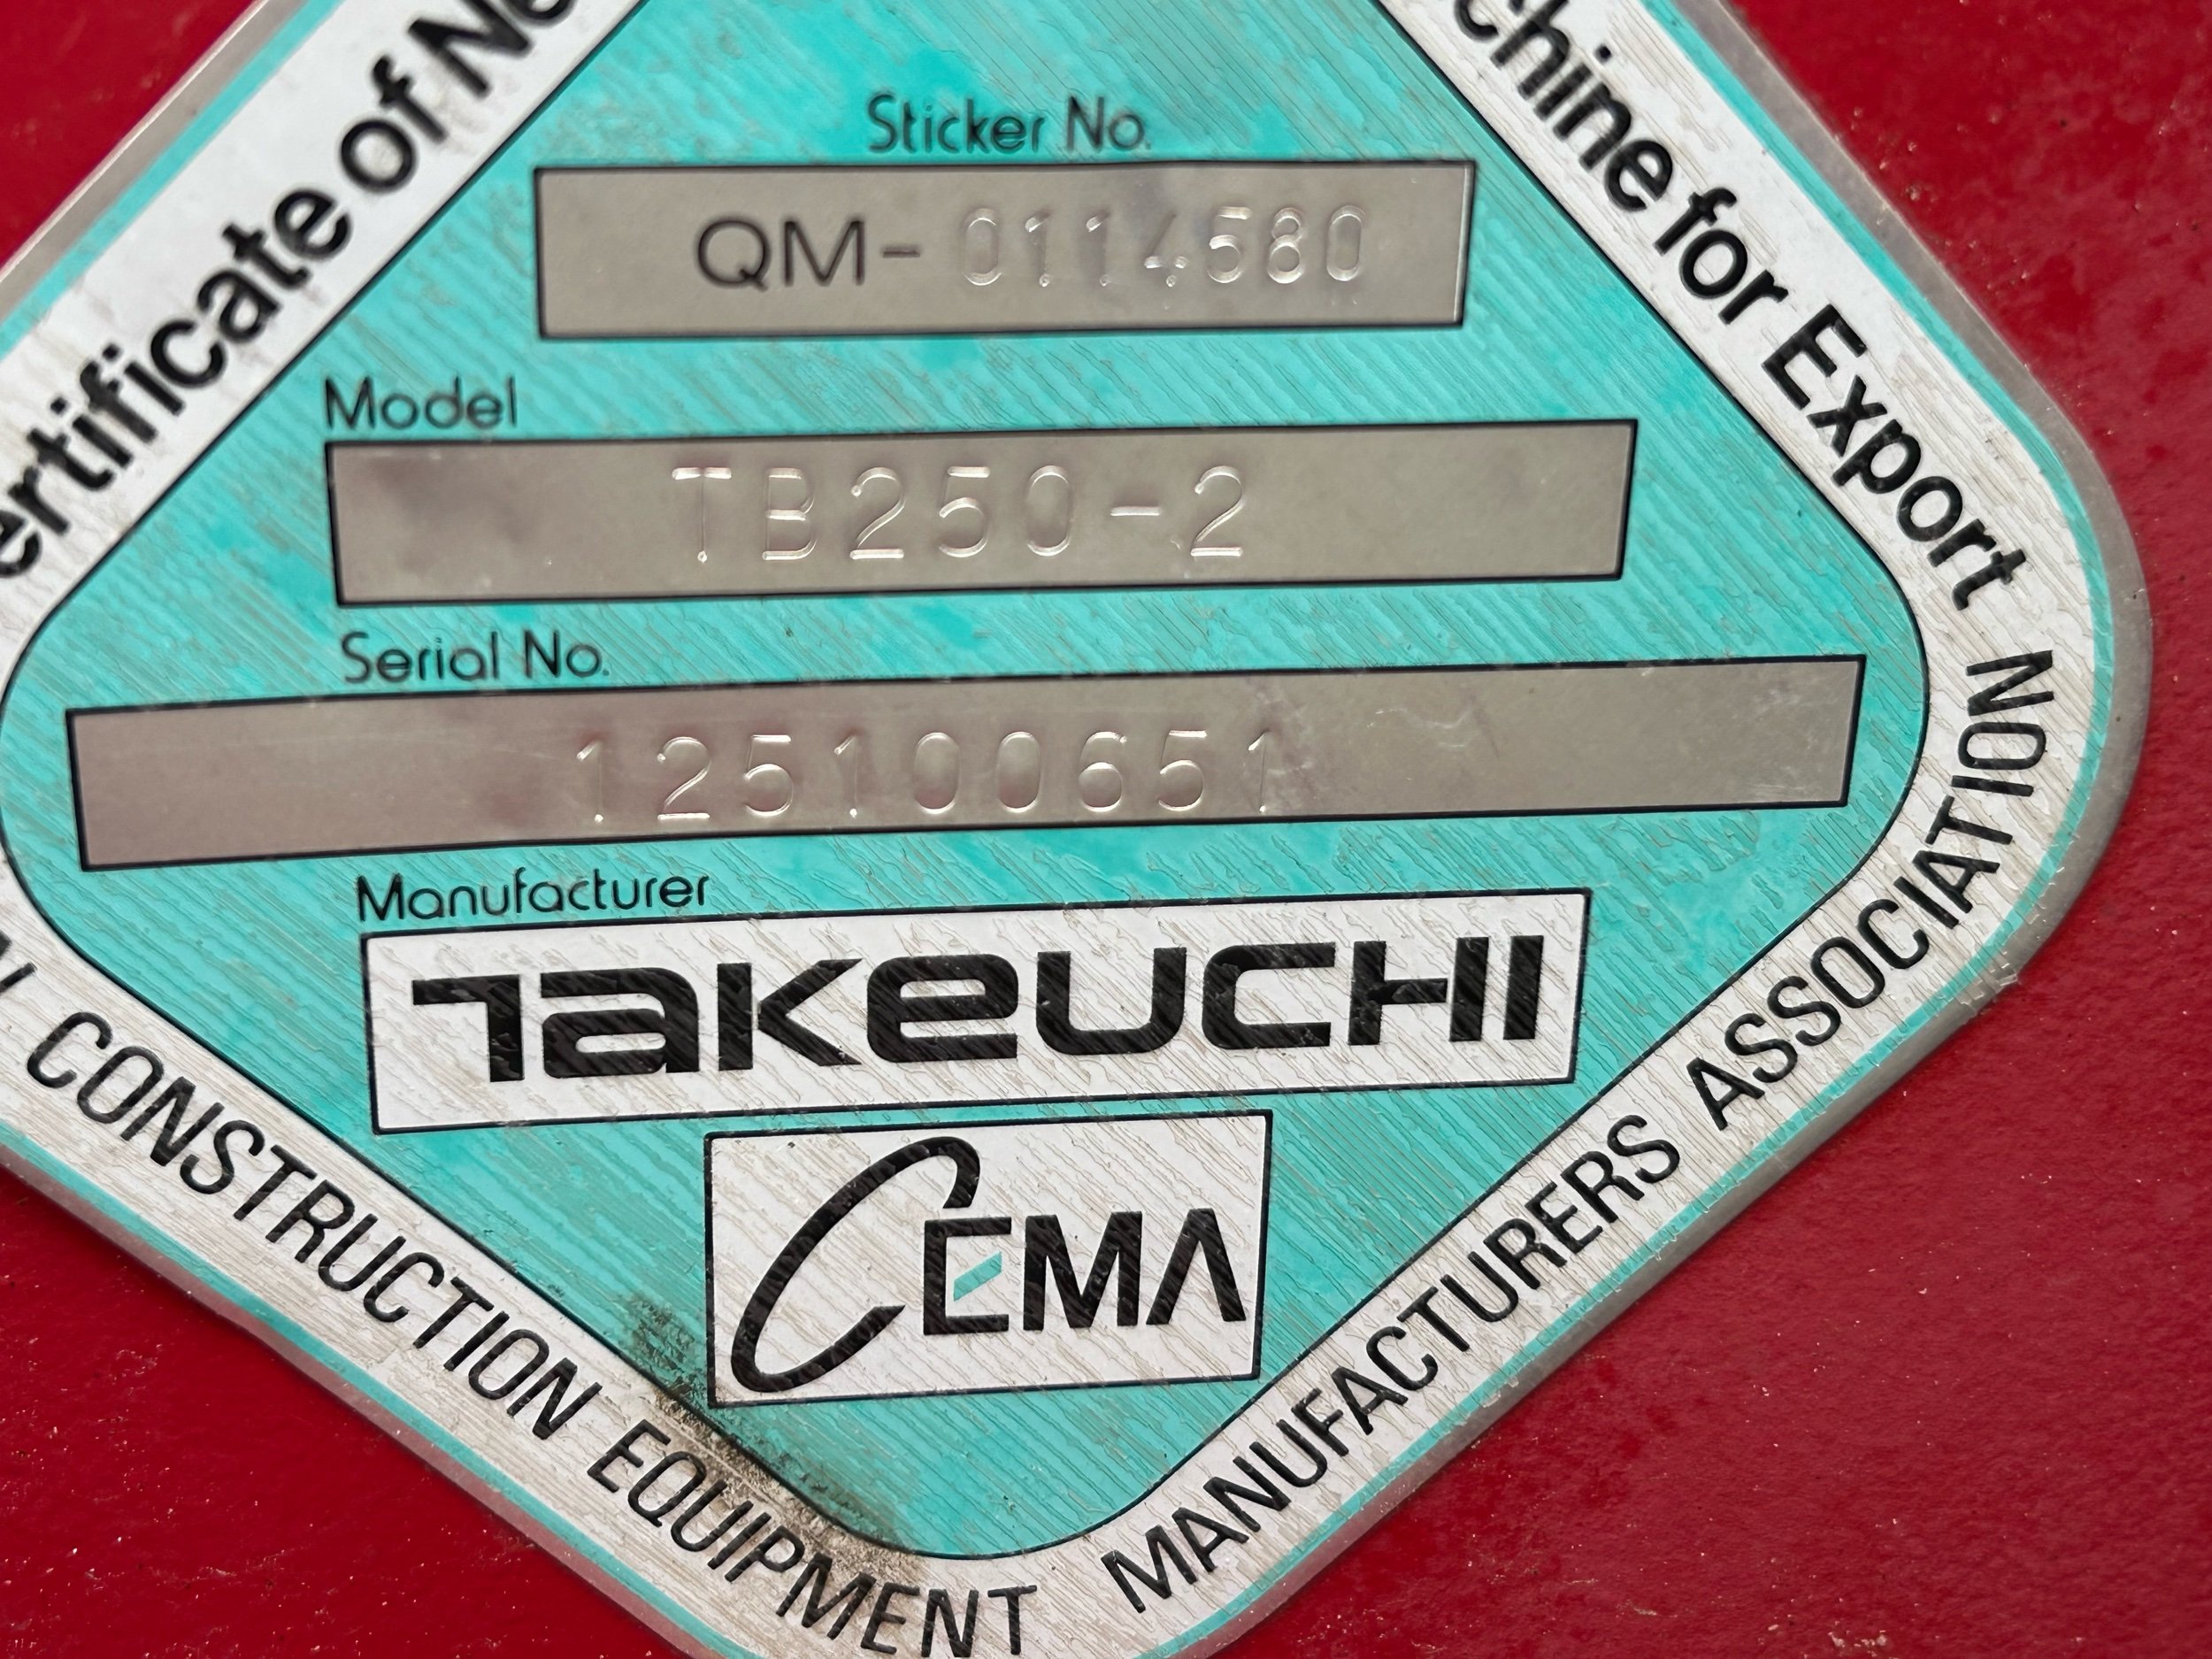 ertificate of Ne
chine for Export
Sticker No.
QM-0114580
Model
TB250-2
Serial No.
125100651
Manufacturer
TAKEUCHI
CEMA
CONSTRUCTION EQUIPMENT MANUFACTURERS ASSOCIATION